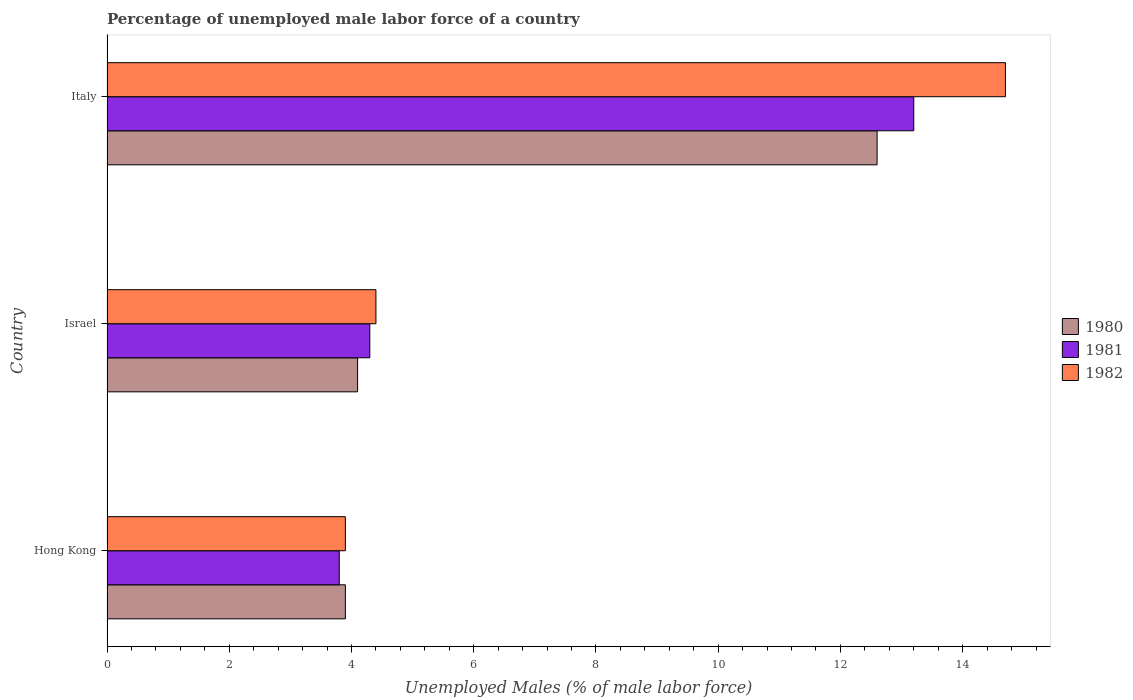 Percentage of unemployed male labor force of a country
Country
Italy
Israel
Hong Kong
0
2
4
6
8
10
12
14
Unemployed Males (% of male labor force)
1980
1981
1982